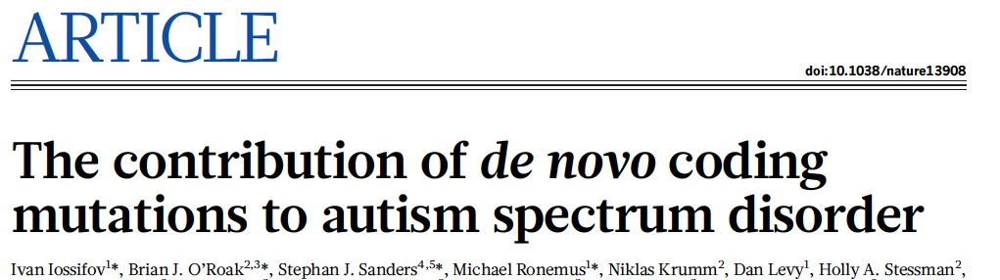 ARTICLE
doi:10.1038/nature13908
The contribution of de novo coding
mutations to autism spectrum disorder
Ivan Iossifov1*, Brian J. O’Roak2,3*, Stephan J. Sanders4,5*, Michael Ronemus1*, Niklas Krumm2, Dan Levy1, Holly A. Stessman2,